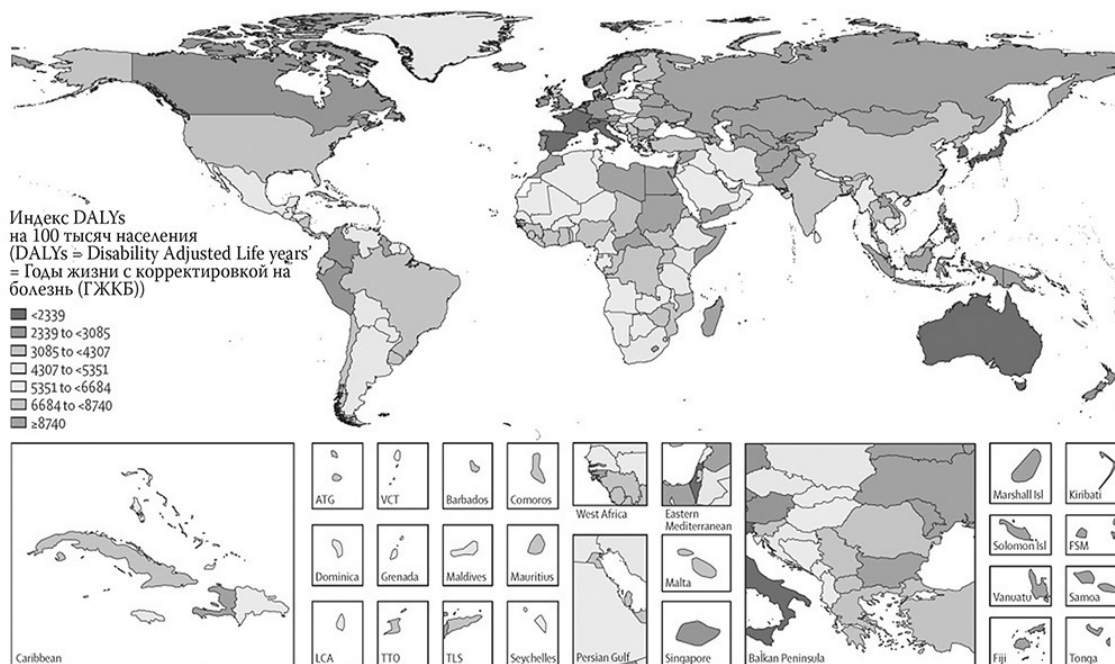 Индекс DALYs
на 100 тысяч населения
(DALYs = Disability Adjusted Life years'
= Годы жизни с корректировкой на
болезнь (ГЖКБ))
<2339
2339 to <3085
3085 to <4307
4307 to <5351
5351 to <6684
6684 to <8740
≥8740
Caribbean
ATG
VCT
Barbados
Comoros
Dominica
Grenada
Maldives
Mauritius
LCA
TTO
TLS
Seychelles
West Africa
Eastern
Mediterranean
Persian Gulf
Malta
Singapore
Balkan Peninsula
Marshall Isl
Kiribati
Solomon Isl
FSM
Vanuatu
Samoa
Fiji
Tonga